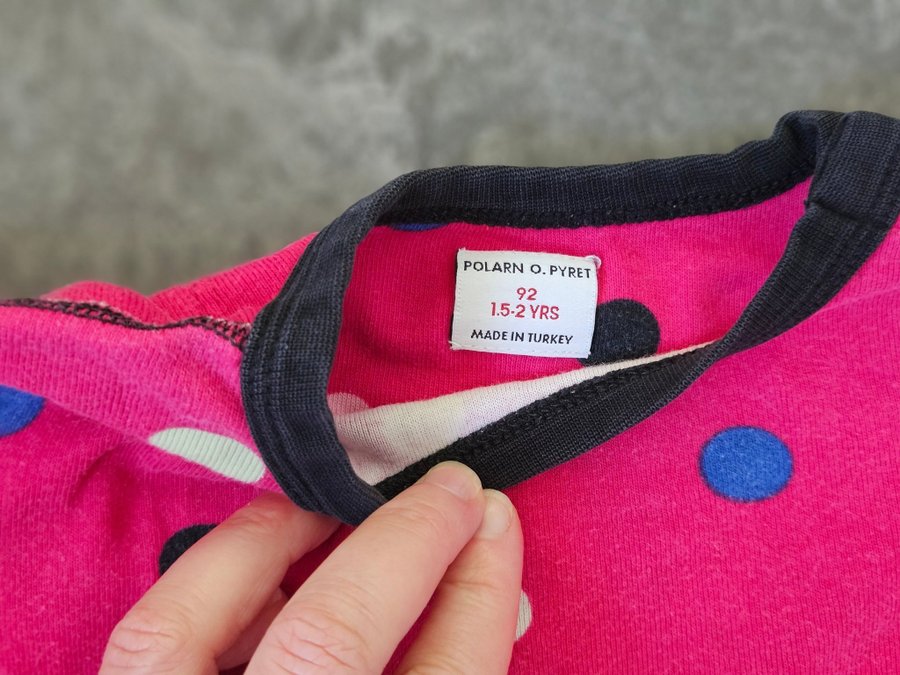 POLARN O. PYRET
92
1.5-2 YRS
MADE IN TURKEY